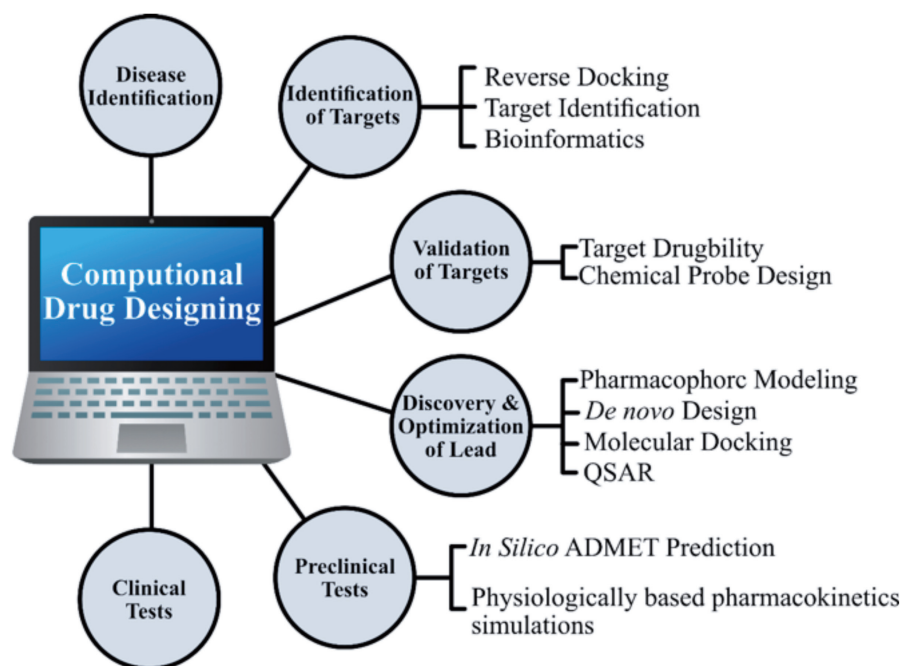 Disease
Identification
Identification
of Targets
Reverse Docking
Target Identification
Bioinformatics
Computional
Drug Designing
Validation
of Targets
Target Drugbility
Chemical Probe Design
Discovery &
Optimization
of Lead
Pharmacophorc Modeling
De novo Design
Molecular Docking
QSAR
Preclinical
Tests
In Silico ADMET Prediction
Physiologically based pharmacokinetics
simulations
Clinical
Tests